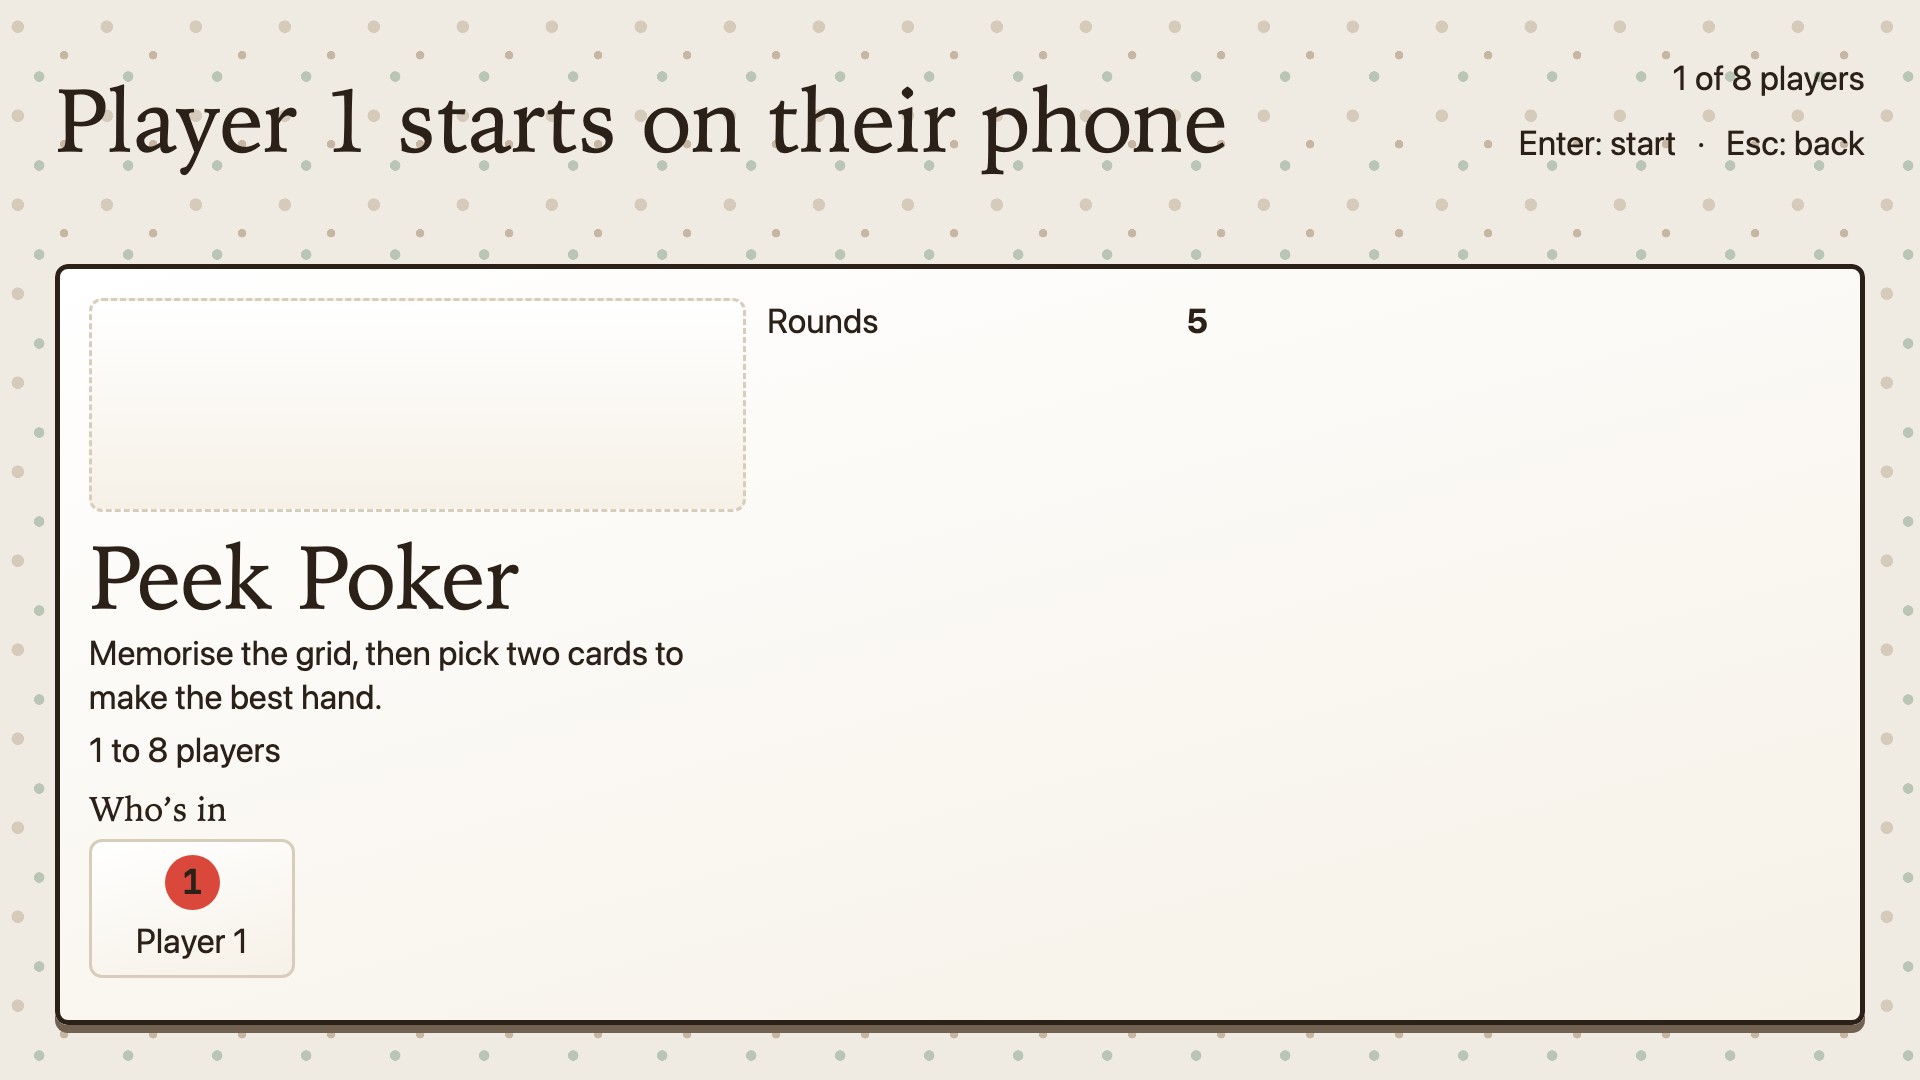 Player 1 starts on their phone
1 of 8 players
Enter: start · Esc: back
Rounds 5
Peek Poker
Memorise the grid, then pick two cards to
make the best hand.
1 to 8 players
Who’s in
1
Player 1